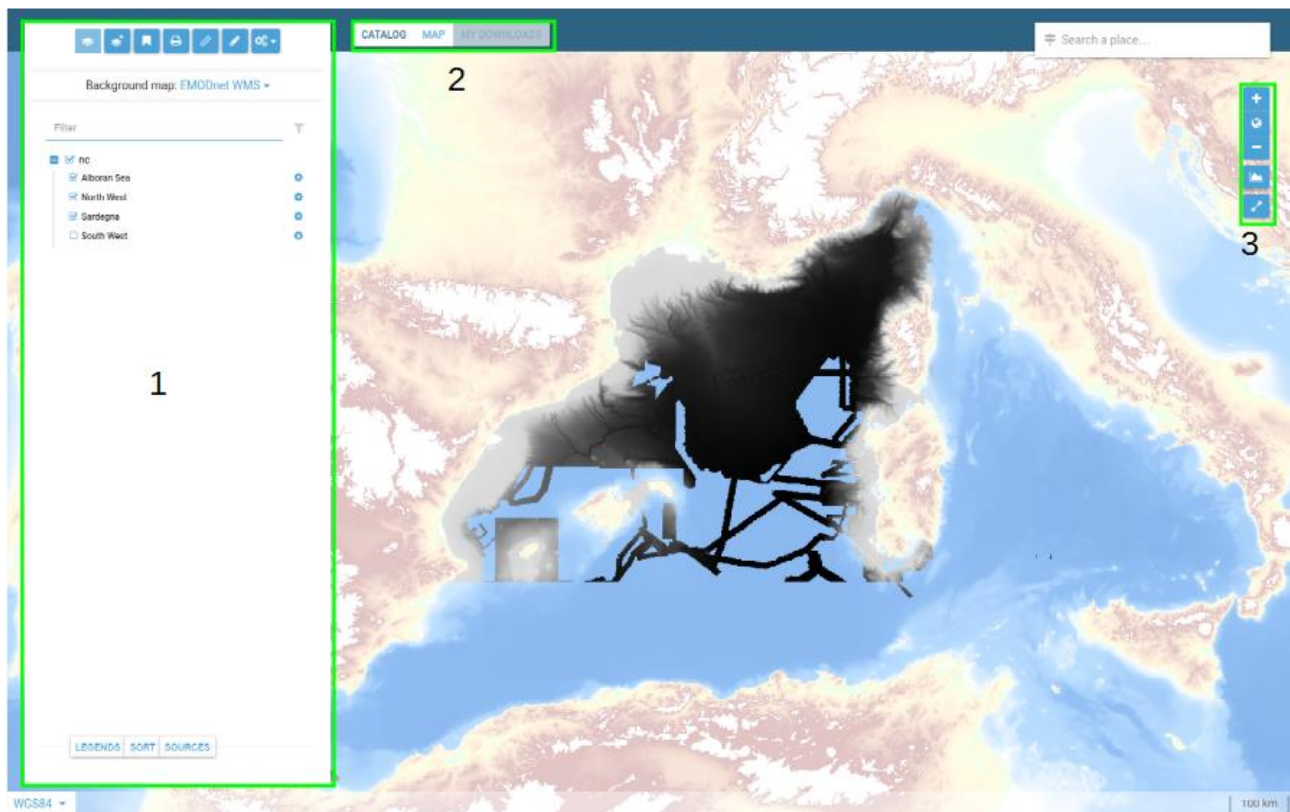 CATALOG MAP MY DOWNLOADS
Search a place...
2
Background map: EMODnet WMS
Filter
nc
Alboran Sea
North West
Sardegna
South West
3
1
LEGENDS SORT SOURCES
WGS84
100 km